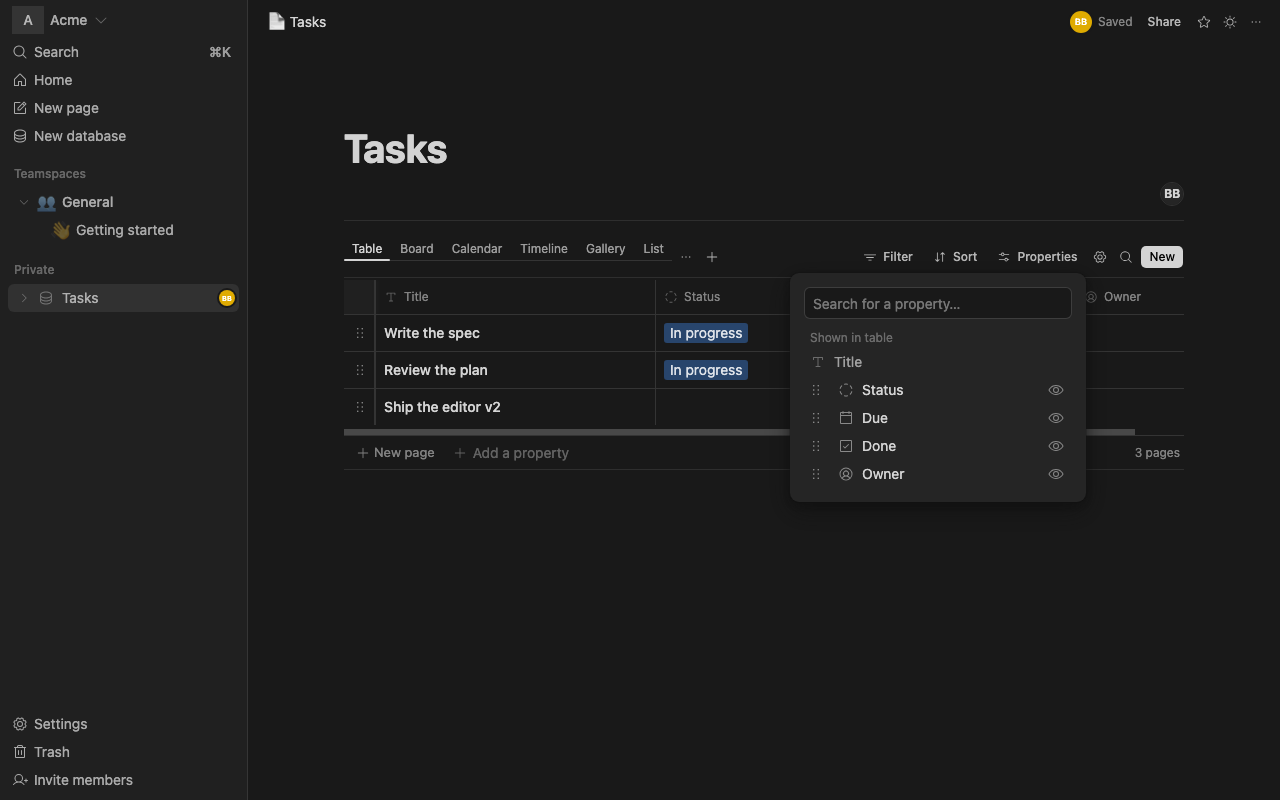 A Acme
Search ⌘K
Home
New page
New database
Teamspaces
General
Getting started
Private
Tasks BB
Settings
Trash
Invite members
Tasks
BB Saved Share
Tasks
BB
Table Board Calendar Timeline Gallery List
Filter Sort Properties New
Title Status Owner
Write the spec In progress
Review the plan In progress
Ship the editor v2
New page Add a property 3 pages
Search for a property...
Shown in table
Title
Status
Due
Done
Owner